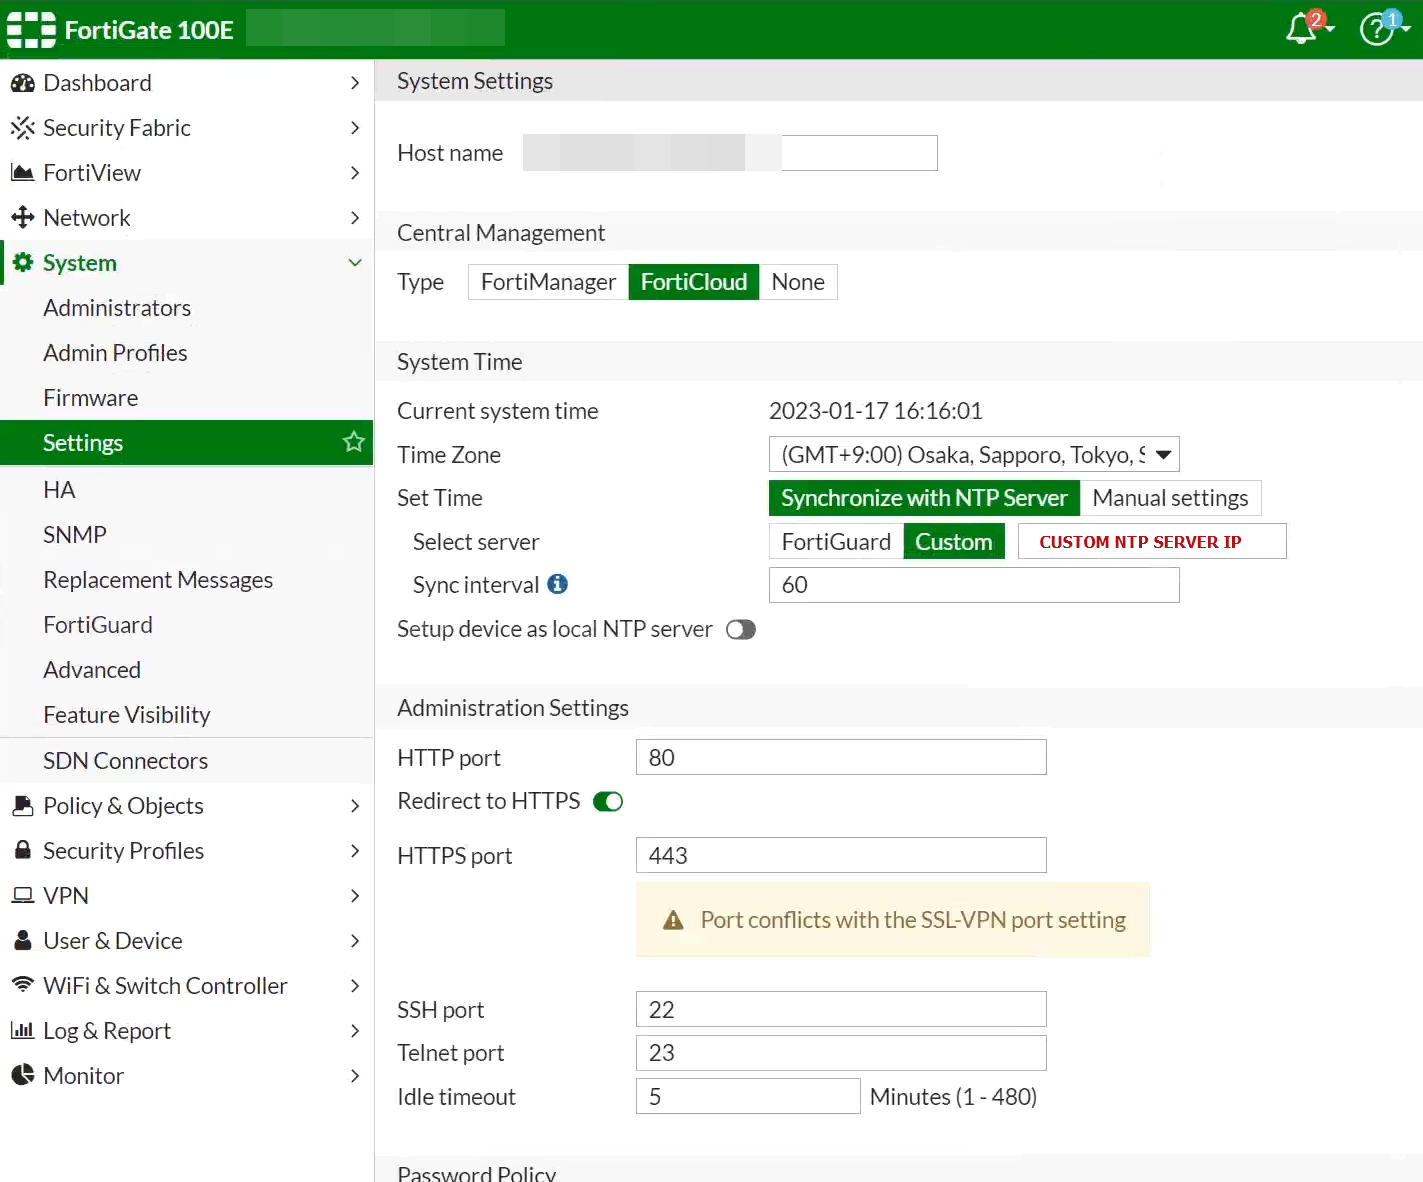 FortiGate 100E
2
1
Dashboard
Security Fabric
FortiView
Network
System
Administrators
Admin Profiles
Firmware
Settings
HA
SNMP
Replacement Messages
FortiGuard
Advanced
Feature Visibility
SDN Connectors
Policy & Objects
Security Profiles
VPN
User & Device
WiFi & Switch Controller
Log & Report
Monitor
System Settings
Host name
Central Management
Type FortiManager FortiCloud None
System Time
Current system time 2023-01-17 16:16:01
Time Zone (GMT+9:00) Osaka, Sapporo, Tokyo, S
Set Time Synchronize with NTP Server Manual settings
Select server FortiGuard Custom CUSTOM NTP SERVER IP
Sync interval 60
Setup device as local NTP server
Administration Settings
HTTP port 80
Redirect to HTTPS
HTTPS port 443
Port conflicts with the SSL-VPN port setting
SSH port 22
Telnet port 23
Idle timeout 5 Minutes (1 - 480)
Password Policy